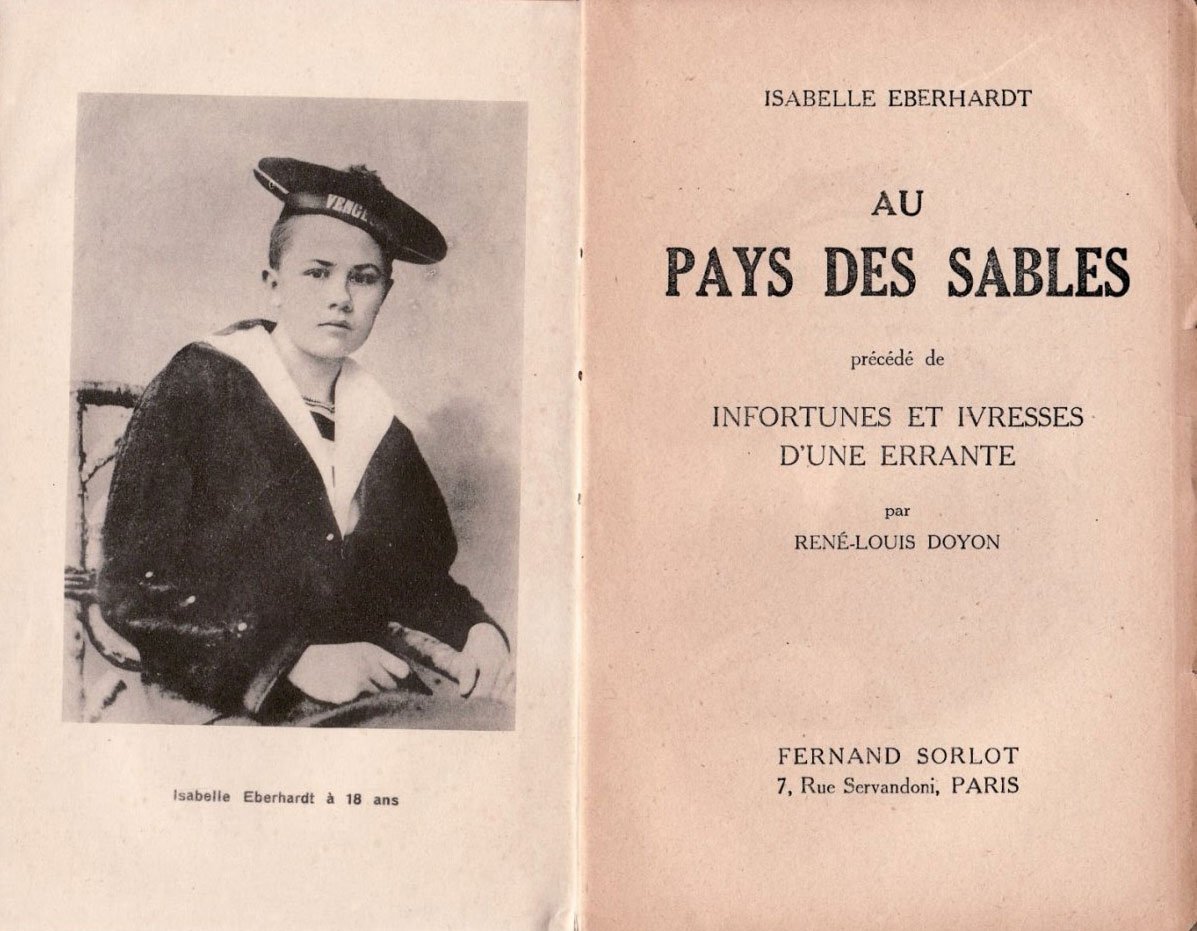 VENGE
Isabelle Eberhardt à 18 ans
ISABELLE EBERHARDT
AU
PAYS DES SABLES
précédé de
INFORTUNES ET IVRESSES
D'UNE ERRANTE
par
RENÉ-LOUIS DOYON
FERNAND SORLOT
7, Rue Servandoni, PARIS